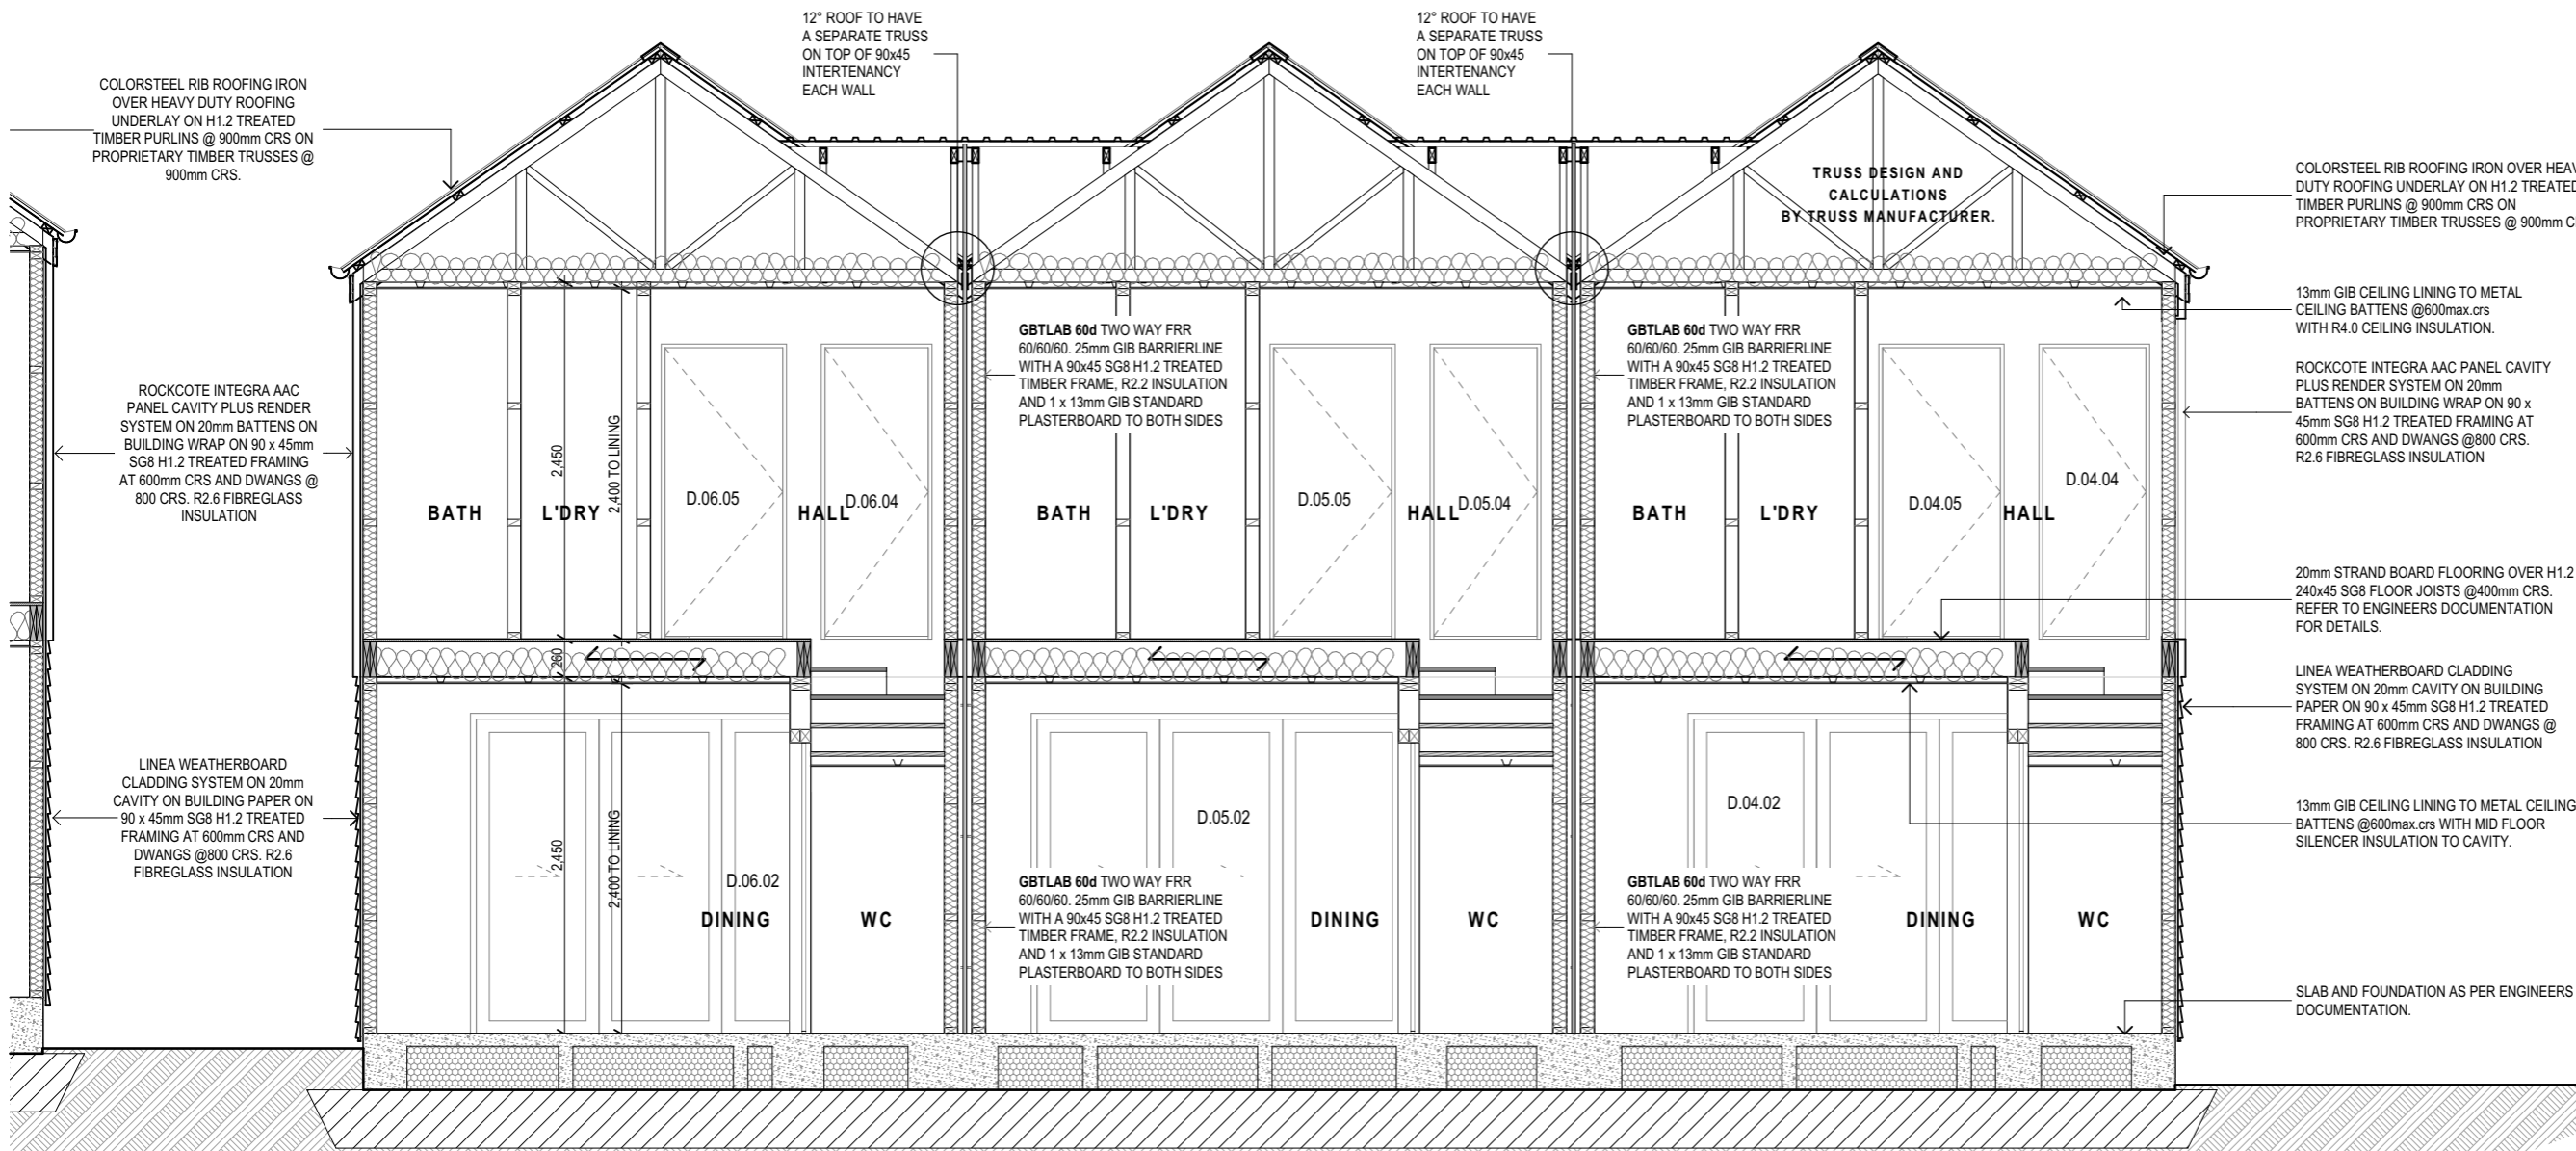 12° ROOF TO HAVE
A SEPARATE TRUSS
ON TOP OF 90x45
INTERTENANCY
EACH WALL
12° ROOF TO HAVE
A SEPARATE TRUSS
ON TOP OF 90x45
INTERTENANCY
EACH WALL
COLORSTEEL RIB ROOFING IRON
OVER HEAVY DUTY ROOFING
UNDERLAY ON H1.2 TREATED
TIMBER PURLINS @ 900mm CRS ON
PROPRIETARY TIMBER TRUSSES @
900mm CRS.
TRUSS DESIGN AND
CALCULATIONS
BY TRUSS MANUFACTURER.
COLORSTEEL RIB ROOFING IRON OVER HEAV
DUTY ROOFING UNDERLAY ON H1.2 TREATED
TIMBER PURLINS @ 900mm CRS ON
PROPRIETARY TIMBER TRUSSES @ 900mm C
13mm GIB CEILING LINING TO METAL
CEILING BATTENS @600max.crs
WITH R4.0 CEILING INSULATION.
GBTLAB 60d TWO WAY FRR
60/60/60. 25mm GIB BARRIERLINE
WITH A 90x45 SG8 H1.2 TREATED
TIMBER FRAME, R2.2 INSULATION
AND 1 x 13mm GIB STANDARD
PLASTERBOARD TO BOTH SIDES
GBTLAB 60d TWO WAY FRR
60/60/60. 25mm GIB BARRIERLINE
WITH A 90x45 SG8 H1.2 TREATED
TIMBER FRAME, R2.2 INSULATION
AND 1 x 13mm GIB STANDARD
PLASTERBOARD TO BOTH SIDES
ROCKCOTE INTEGRA AAC
PANEL CAVITY PLUS RENDER
SYSTEM ON 20mm BATTENS ON
BUILDING WRAP ON 90 x 45mm
SG8 H1.2 TREATED FRAMING
AT 600mm CRS AND DWANGS @
800 CRS. R2.6 FIBREGLASS
INSULATION
ROCKCOTE INTEGRA AAC PANEL CAVITY
PLUS RENDER SYSTEM ON 20mm
BATTENS ON BUILDING WRAP ON 90 x
45mm SG8 H1.2 TREATED FRAMING AT
600mm CRS AND DWANGS @800 CRS.
R2.6 FIBREGLASS INSULATION
2,450
2,400 TO LINING
BATH
L'DRY
D.06.05
HALL
D.06.04
BATH
L'DRY
D.05.05
HALL
D.05.04
BATH
L'DRY
D.04.05
HALL
D.04.04
20mm STRAND BOARD FLOORING OVER H1.2
240x45 SG8 FLOOR JOISTS @400mm CRS.
REFER TO ENGINEERS DOCUMENTATION
FOR DETAILS.
260
LINEA WEATHERBOARD CLADDING
SYSTEM ON 20mm CAVITY ON BUILDING
PAPER ON 90 x 45mm SG8 H1.2 TREATED
FRAMING AT 600mm CRS AND DWANGS @
800 CRS. R2.6 FIBREGLASS INSULATION
LINEA WEATHERBOARD
CLADDING SYSTEM ON 20mm
CAVITY ON BUILDING PAPER ON
90 x 45mm SG8 H1.2 TREATED
FRAMING AT 600mm CRS AND
DWANGS @800 CRS. R2.6
FIBREGLASS INSULATION
13mm GIB CEILING LINING TO METAL CEILING
BATTENS @600max.crs WITH MID FLOOR
SILENCER INSULATION TO CAVITY.
2,450
2,400 TO LINING
D.06.02
DINING
WC
D.05.02
GBTLAB 60d TWO WAY FRR
60/60/60. 25mm GIB BARRIERLINE
WITH A 90x45 SG8 H1.2 TREATED
TIMBER FRAME, R2.2 INSULATION
AND 1 x 13mm GIB STANDARD
PLASTERBOARD TO BOTH SIDES
DINING
WC
D.04.02
GBTLAB 60d TWO WAY FRR
60/60/60. 25mm GIB BARRIERLINE
WITH A 90x45 SG8 H1.2 TREATED
TIMBER FRAME, R2.2 INSULATION
AND 1 x 13mm GIB STANDARD
PLASTERBOARD TO BOTH SIDES
DINING
WC
SLAB AND FOUNDATION AS PER ENGINEERS
DOCUMENTATION.